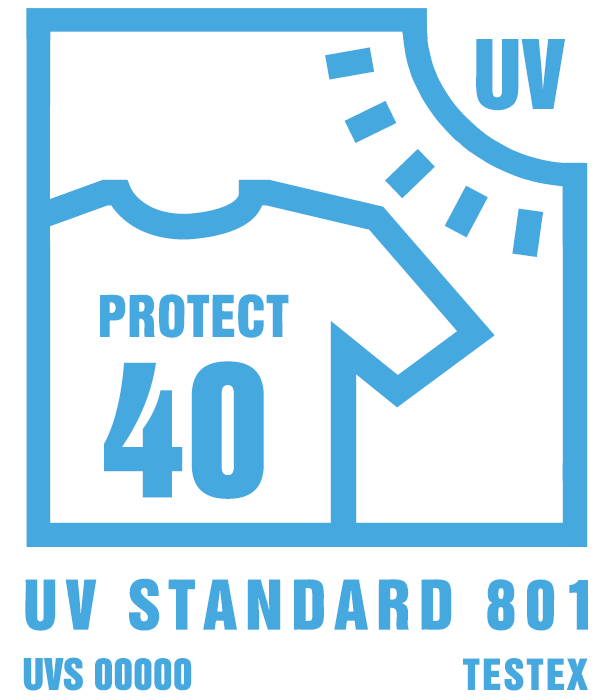 UV
PROTECT
40
UV STANDARD 801
UVS 00000
TESTEX